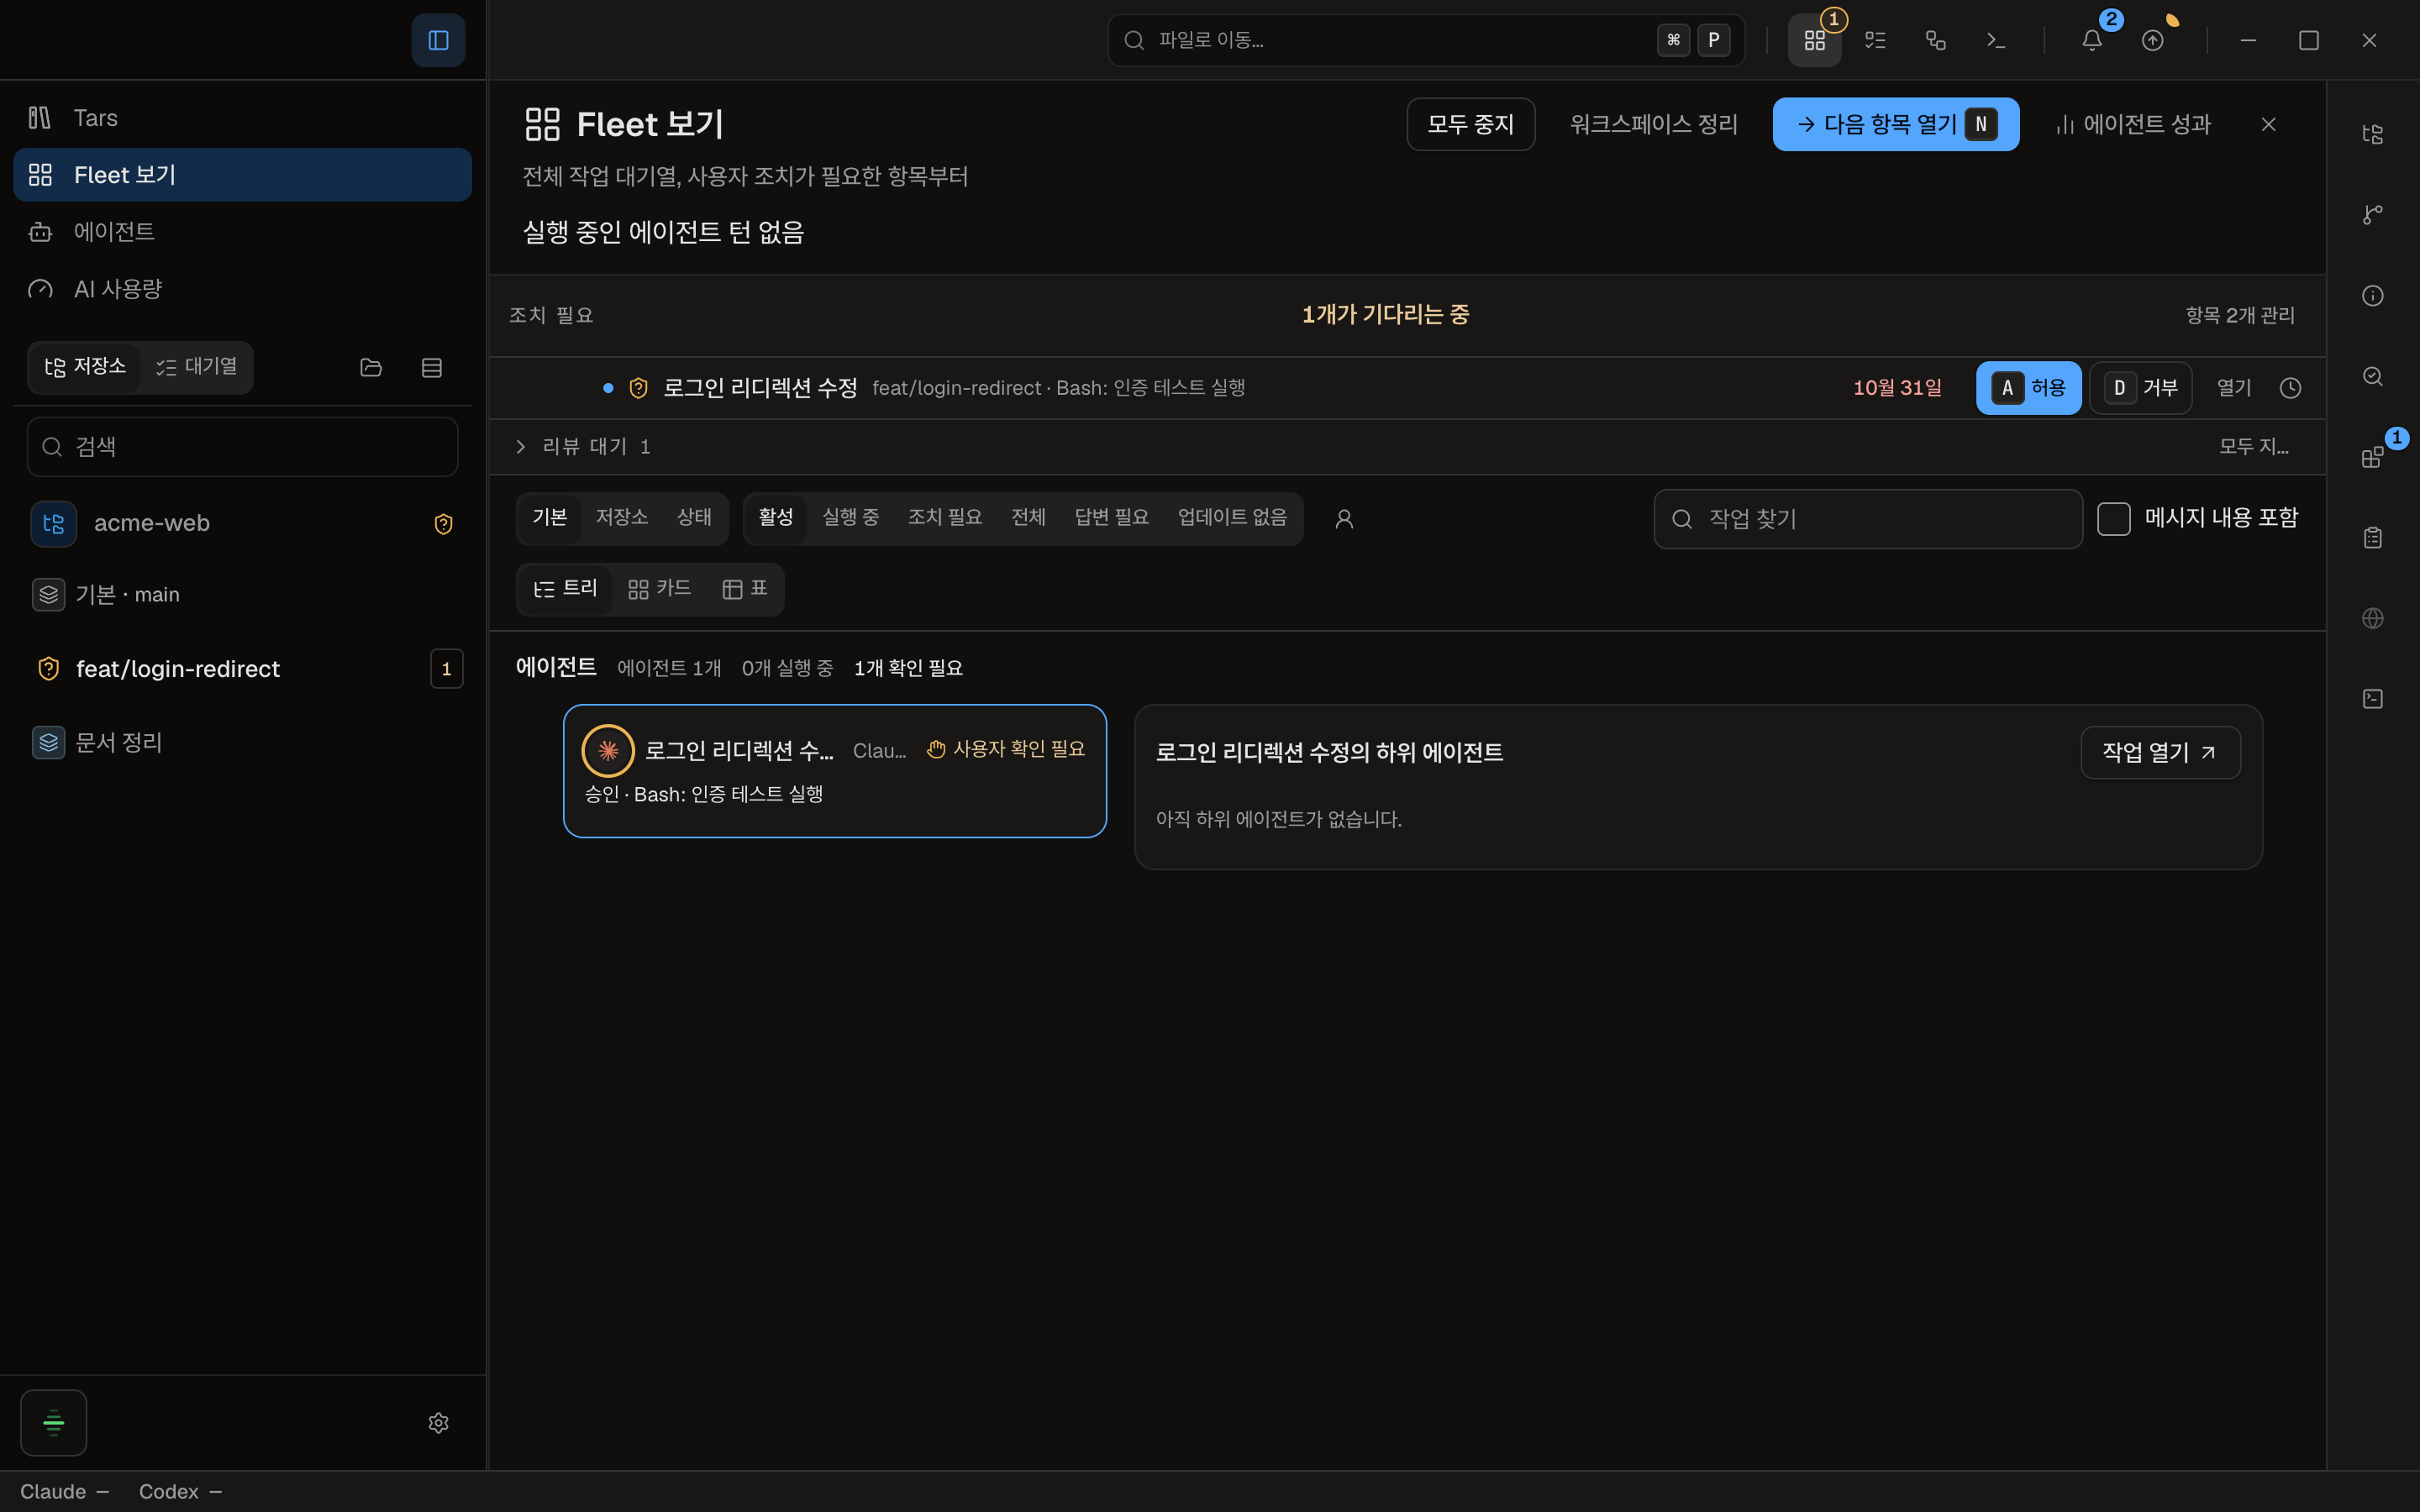 파일로 이동...
⌘ P
1
2
Tars
Fleet 보기
에이전트
AI 사용량
저장소
대기열
검색
acme-web
기본 · main
feat/login-redirect
1
문서 정리
Fleet 보기
모두 중지
워크스페이스 정리
다음 항목 열기 N
에이전트 성과
전체 작업 대기열, 사용자 조치가 필요한 항목부터
실행 중인 에이전트 턴 없음
조치 필요
1개가 기다리는 중
항목 2개 관리
로그인 리디렉션 수정 feat/login-redirect · Bash: 인증 테스트 실행
10월 31일
A 허용
D 거부
열기
리뷰 대기 1
모두 지...
1
기본 저장소 상태
활성 실행 중 조치 필요 전체 답변 필요 업데이트 없음
작업 찾기
메시지 내용 포함
트리 카드 표
에이전트 에이전트 1개 0개 실행 중 1개 확인 필요
로그인 리디렉션 수... Clau... 사용자 확인 필요
승인 · Bash: 인증 테스트 실행
로그인 리디렉션 수정의 하위 에이전트
작업 열기
아직 하위 에이전트가 없습니다.
Claude — Codex —